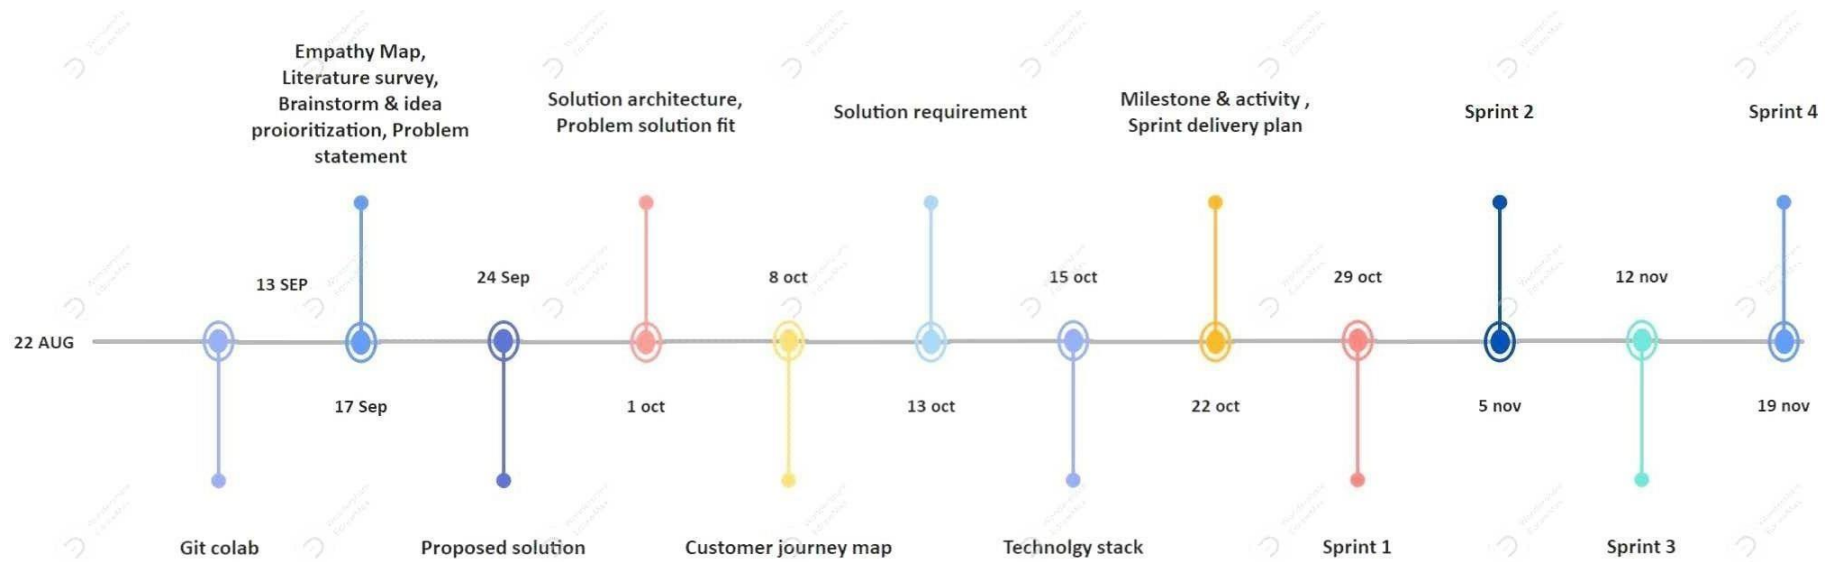 Empathy Map,
Literature survey,
Brainstorm & idea
proioritization, Problem
statement
Solution architecture,
Problem solution fit
Solution requirement
Milestone & activity ,
Sprint delivery plan
Sprint 2
Sprint 4
13 SEP
24 Sep
8 oct
15 oct
29 oct
12 nov
22 AUG
17 Sep
1 oct
13 oct
22 oct
5 nov
19 nov
Git colab
Proposed solution
Customer journey map
Technolgy stack
Sprint 1
Sprint 3